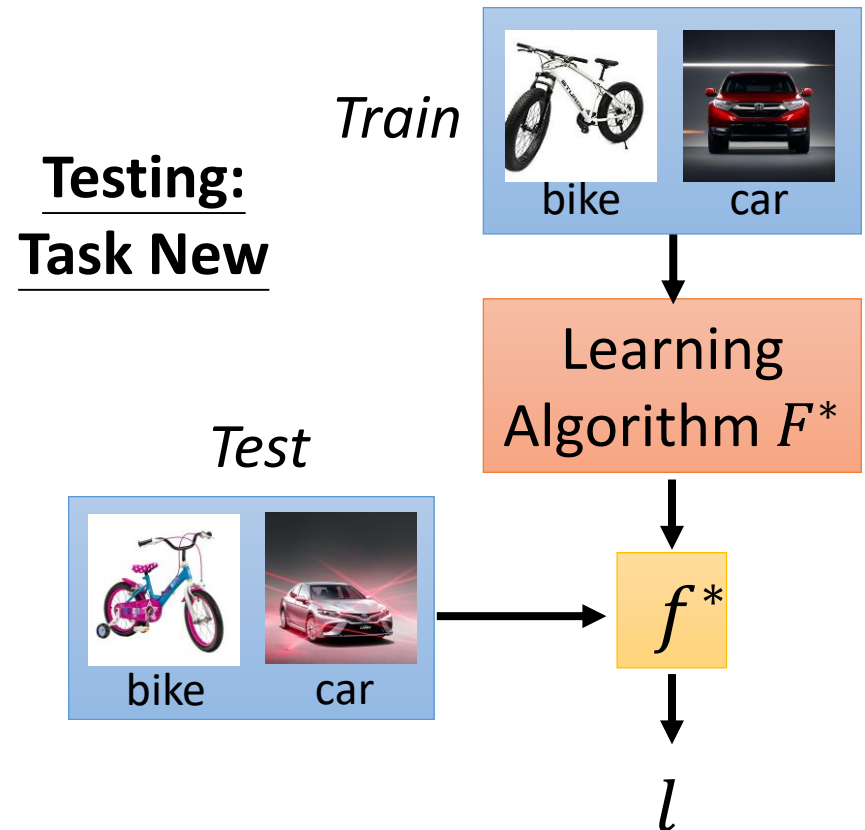 Train
bike car
Testing:
Task New
Learning
Algorithm F*
Test
bike car
f*
l